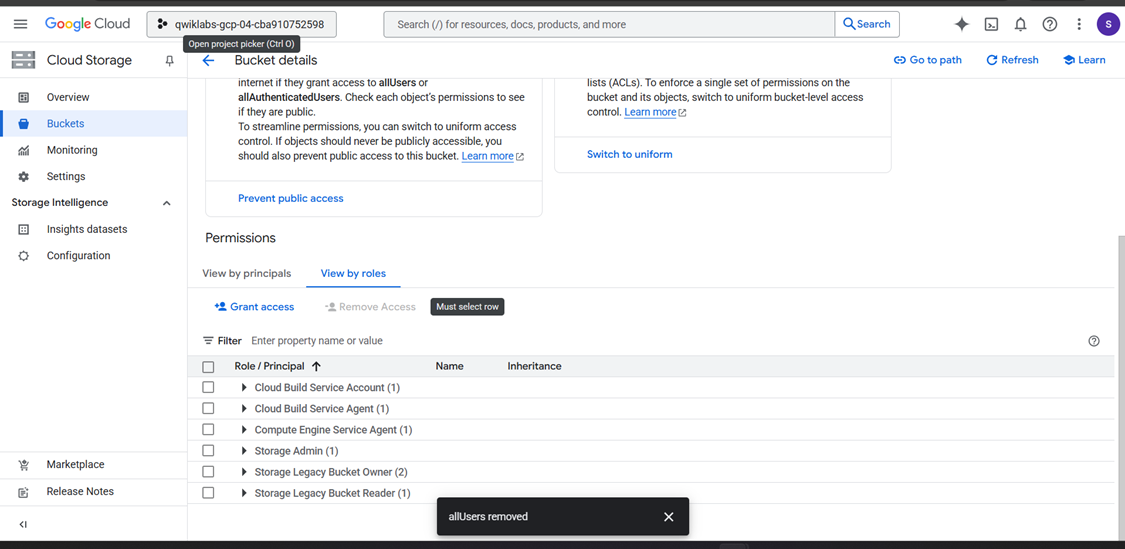 Google Cloud
qwiklabs-gcp-04-cba910752598
Search (/) for resources, docs, products, and more
Search
S
Open project picker (Ctrl O)
Cloud Storage
Bucket details
Go to path
Refresh
Learn
Overview
Buckets
Monitoring
Settings
Storage Intelligence
Insights datasets
Configuration
Marketplace
Release Notes
internet if they grant access to allUsers or
allAuthenticatedUsers. Check each object's permissions to see
if they are public.
To streamline permissions, you can switch to uniform access
control. If objects should never be publicly accessible, you
should also prevent public access to this bucket. Learn more
Prevent public access
lists (ACLs). To enforce a single set of permissions on the
bucket and its objects, switch to uniform bucket-level access
control. Learn more
Switch to uniform
Permissions
View by principals
View by roles
Grant access
Remove Access
Must select row
Filter
Enter property name or value
Role / Principal
Name
Inheritance
Cloud Build Service Account (1)
Cloud Build Service Agent (1)
Compute Engine Service Agent (1)
Storage Admin (1)
Storage Legacy Bucket Owner (2)
Storage Legacy Bucket Reader (1)
allUsers removed